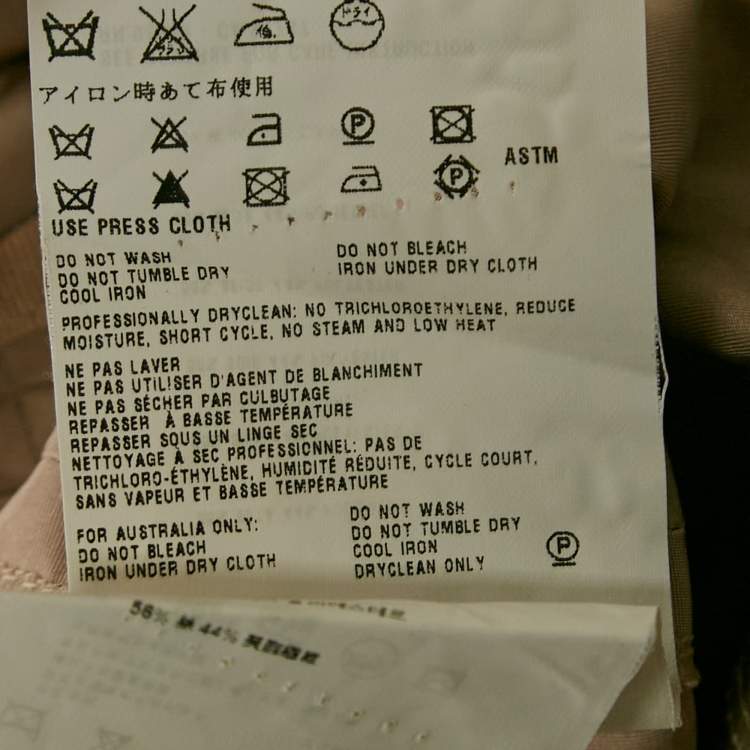 ドライ
アイロン時あて布使用
P
ASTM
P
USE PRESS CLOTH
DO NOT WASH
DO NOT TUMBLE DRY
COOL IRON
DO NOT BLEACH
IRON UNDER DRY CLOTH
PROFESSIONALLY DRYCLEAN: NO TRICHLOROETHYLENE, REDUCE
MOISTURE, SHORT CYCLE, NO STEAM AND LOW HEAT
NE PAS LAVER
NE PAS UTILISER D'AGENT DE BLANCHIMENT
NE PAS SÉCHER PAR CULBUTAGE
REPASSER À BASSE TEMPÉRATURE
REPASSER SOUS UN LINGE SEC
NETTOYAGE À SEC PROFESSIONNEL: PAS DE
TRICHLORO-ÉTHYLÈNE, HUMIDITÉ RÉDUITE, CYCLE COURT,
SANS VAPEUR ET BASSE TEMPÉRATURE
FOR AUSTRALIA ONLY:
DO NOT BLEACH
IRON UNDER DRY CLOTH
DO NOT WASH
DO NOT TUMBLE DRY
COOL IRON
DRYCLEAN ONLY
P
56% 44%